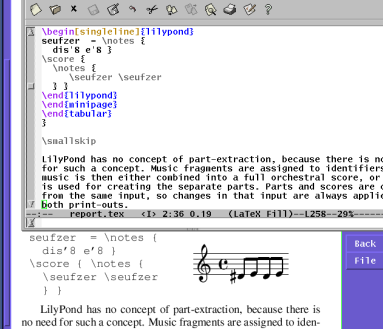 \begin[singleline]{lilypond}
seufzer = \notes {
dis'8 e'8 }
\score {
\notes {
\seufzer \seufzer
} }
\end{lilypond}
\end{minipage}
\end{tabular}
}
\smallskip
LilyPond has no concept of part-extraction, because there is no
for such a concept. Music fragments are assigned to identifiers
music is then either combined into a full orchestral score, or
is used for creating the separate parts. Parts and scores are
from the same input, so changes in that input are always
both print-outs.
--:-- report.tex <I> 2:36 0.19 (LaTeX Fill)--L258--29%----
seufzer = \notes {
dis'8 e'8 }
\score { \notes {
\seufzer \seufzer
} }
Back
File
LilyPond has no concept of part-extraction, because there is
no need for such a concept. Music fragments are assigned to iden-